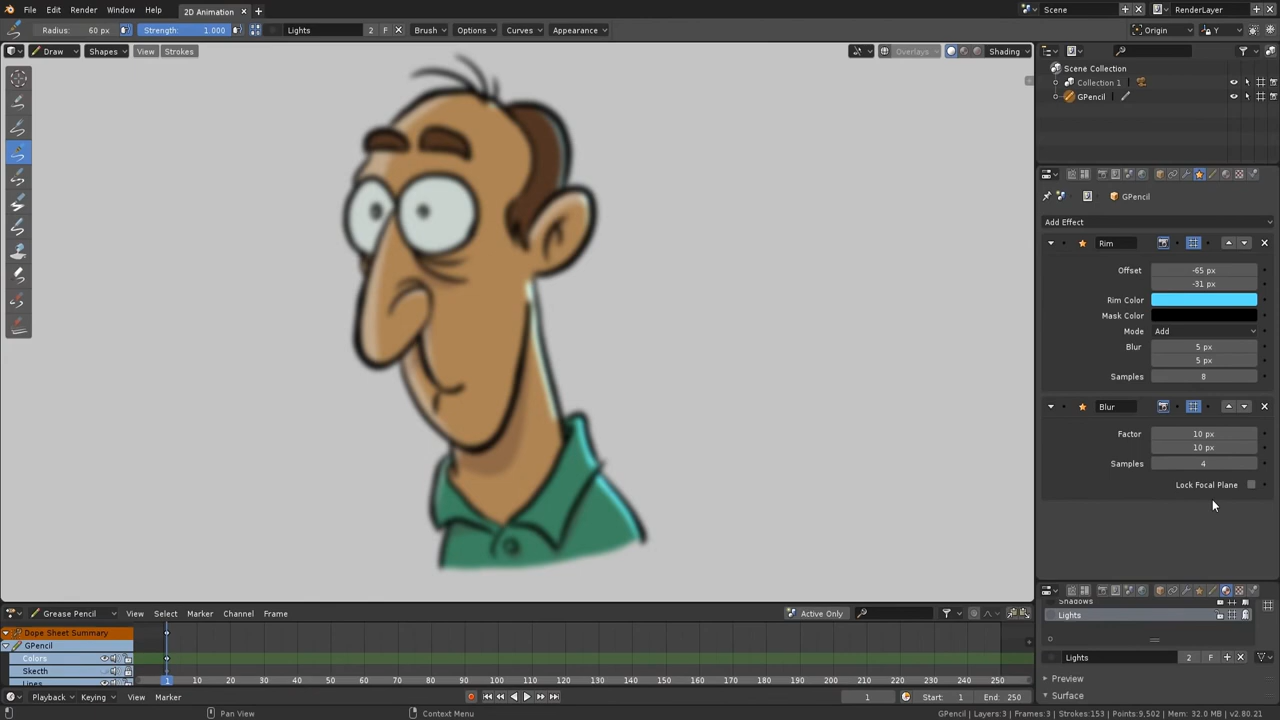 File Edit Render Window Help 2D Animation Scene RenderLayer
Radius: 60 px Strength: 1.000 Lights 2 F Brush Options Curves Appearance Origin Y
Draw Shapes View Strokes Overlays Shading
Scene Collection
Collection 1
GPencil
GPencil
Add Effect
Rim
Offset -65 px
-31 px
Rim Color
Mask Color
Mode Add
Blur 5 px
5 px
Samples 8
Blur
Factor 10 px
10 px
Samples 4
Lock Focal Plane
Shadows
Lights
Lights 2 F
Preview
Surface
Grease Pencil View Select Marker Channel Frame Active Only
Dope Sheet Summary
GPencil
Colors
Skecth
Lines
1 10 20 30 40 50 60 70 80 90 100 110 120 130 140 150 160 170 180 190 200 210 220 230 240 250
Playback Keying View Marker 1 Start: 1 End: 250
Select Pan View Context Menu GPencil | Layers:3 | Frames:3 | Strokes:153 | Points:9,502 | Mem: 32.0 MB | v2.80.21